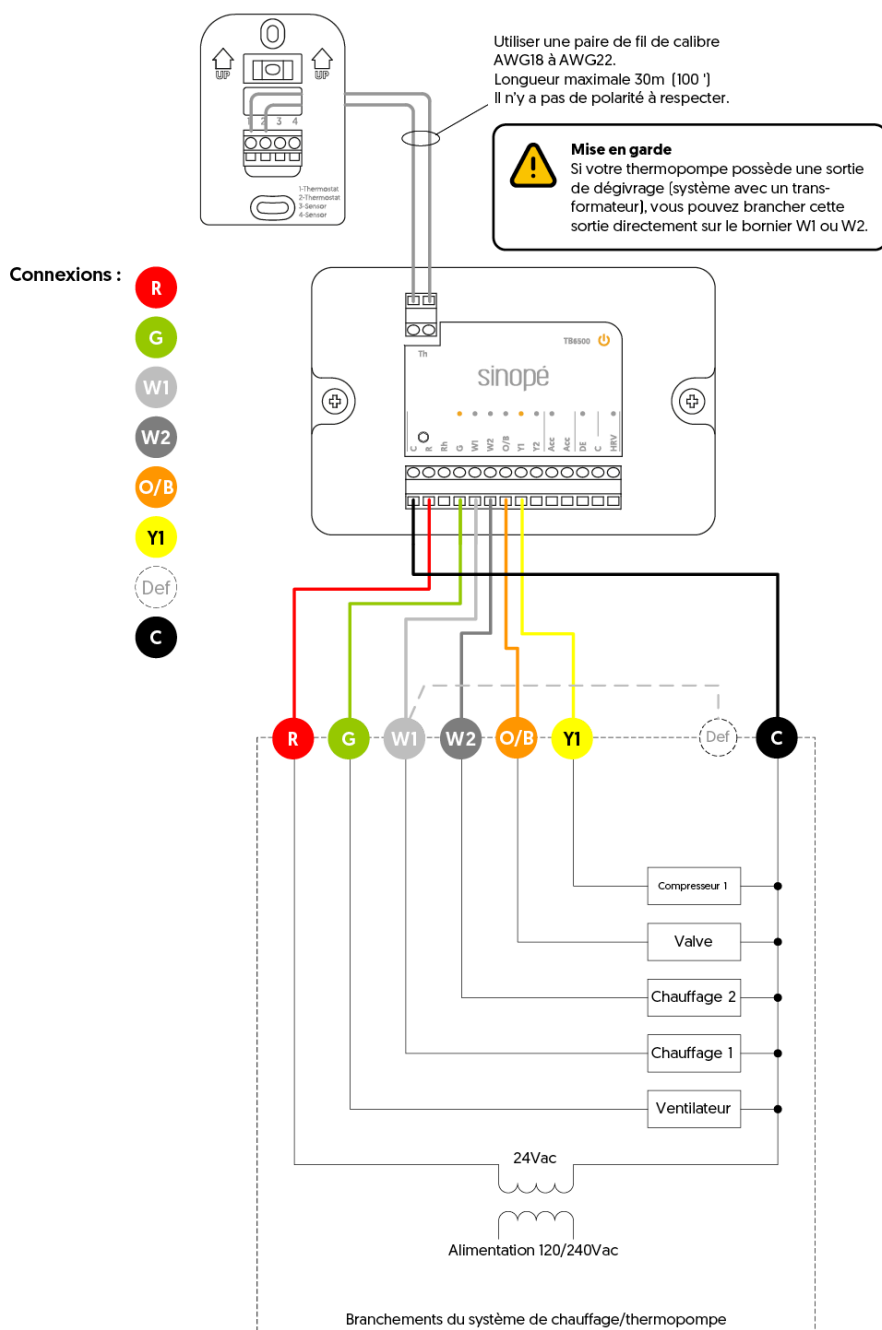 UP
UP
1 2 3 4
1-Thermostat
2-Thermostat
3-Sensor
4-Sensor
Utiliser une paire de fil de calibre
AWG18 à AWG22.
Longueur maximale 30m (100 ')
Il n'y a pas de polarité à respecter.
Mise en garde
Si votre thermopompe possède une sortie
de dégivrage (système avec un trans-
formateur), vous pouvez brancher cette
sortie directement sur le bornier W1 ou W2.
Connexions :
R
G
W1
W2
O/B
Y1
Def
C
Th
TB6500
sinopé
C R Rh G W1 W2 O/B Y1 Y2 Acc Acc DE C HRV
R G W1 W2 O/B Y1 Def C
Compresseur 1
Valve
Chauffage 2
Chauffage 1
Ventilateur
24Vac
Alimentation 120/240Vac
Branchements du système de chauffage/thermopompe